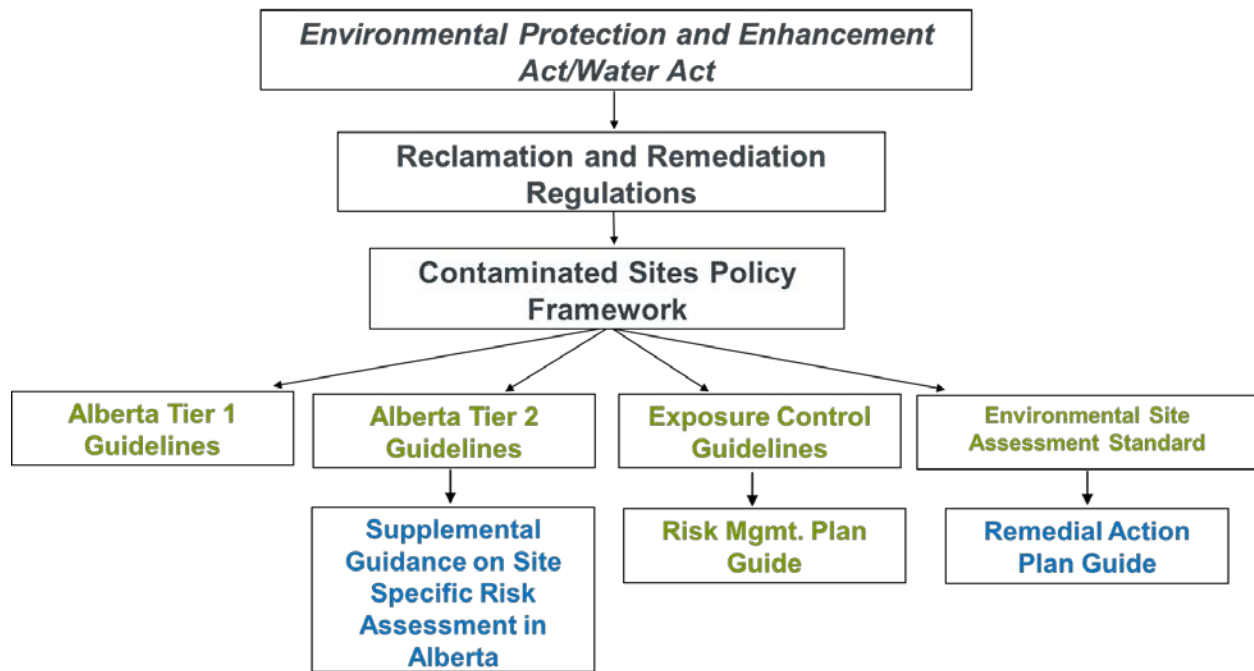 Environmental Protection and Enhancement
Act/Water Act
Reclamation and Remediation
Regulations
Contaminated Sites Policy
Framework
Alberta Tier 1
Guidelines
Alberta Tier 2
Guidelines
Exposure Control
Guidelines
Environmental Site
Assessment Standard
Supplemental
Guidance on Site
Specific Risk
Assessment in
Alberta
Risk Mgmt. Plan
Guide
Remedial Action
Plan Guide